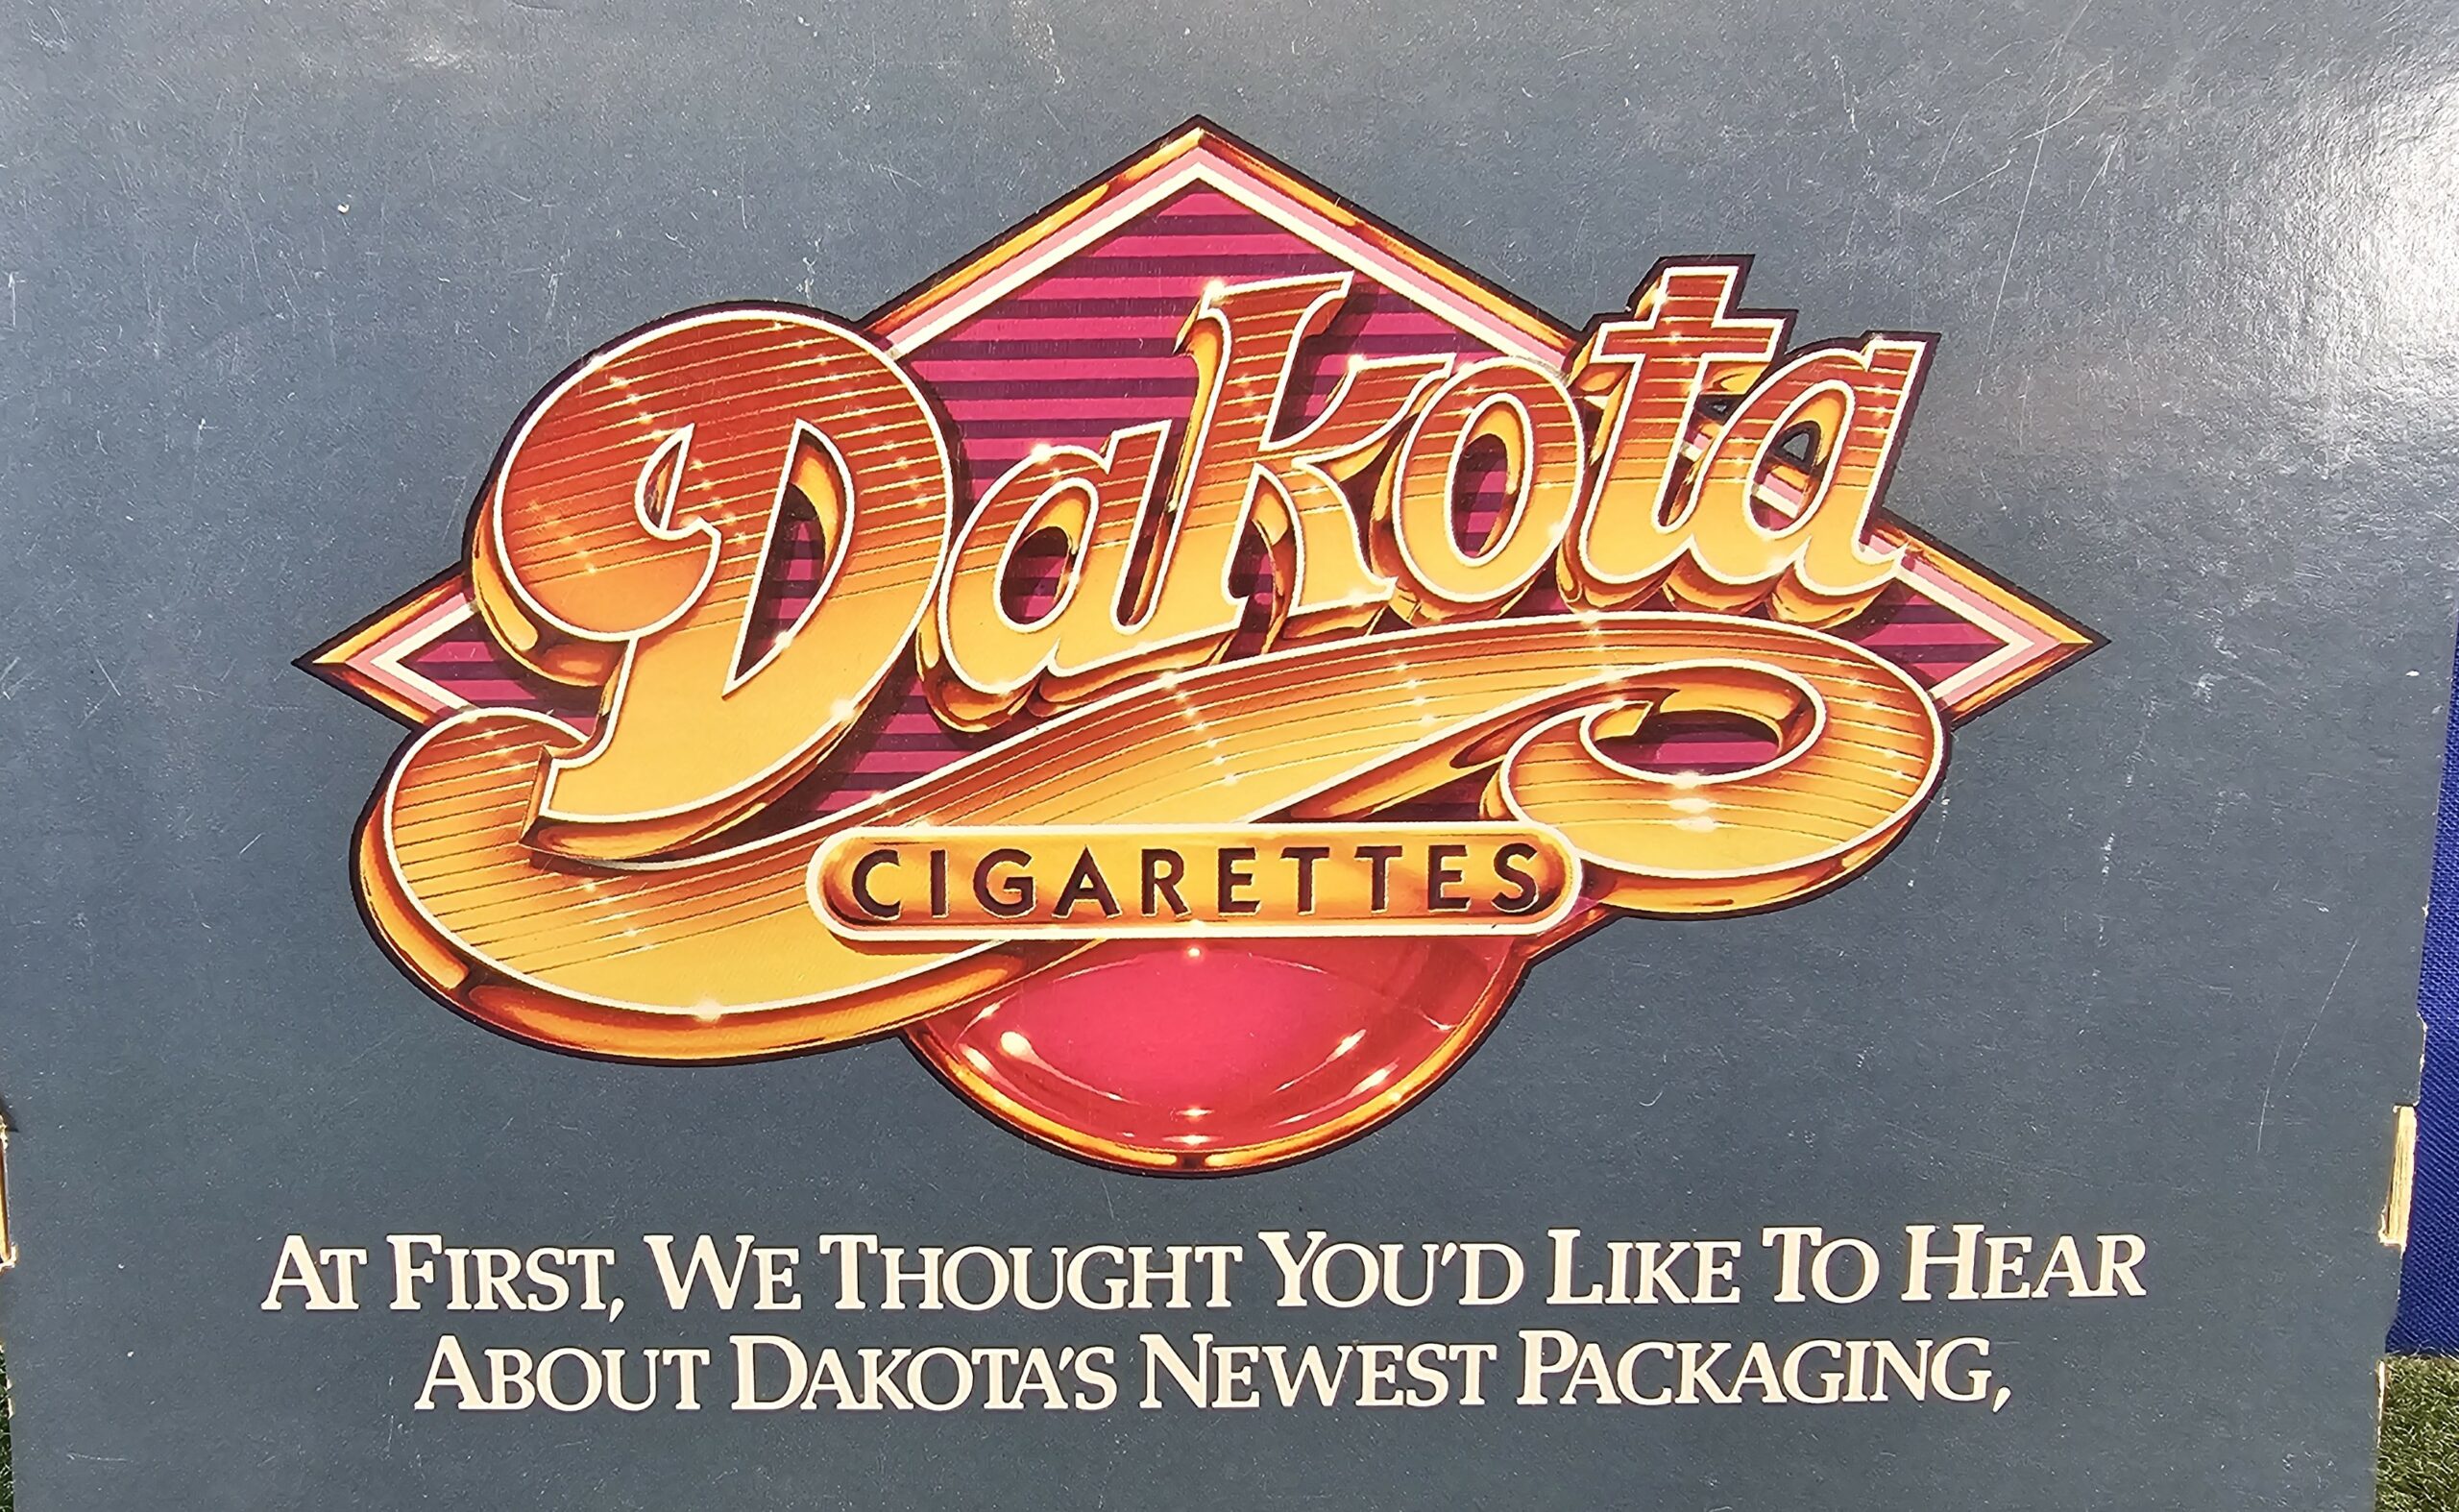 Dakota
CIGARETTES
AT FIRST, WE THOUGHT YOU'D LIKE TO HEAR
ABOUT DAKOTA'S NEWEST PACKAGING,